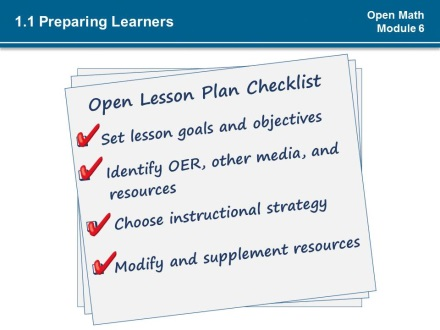 1.1 Preparing Learners
Open Math
Module 6
Open Lesson Plan Checklist
Set lesson goals and objectives
Identify OER, other media, and
resources
Choose instructional strategy
Modify and supplement resources